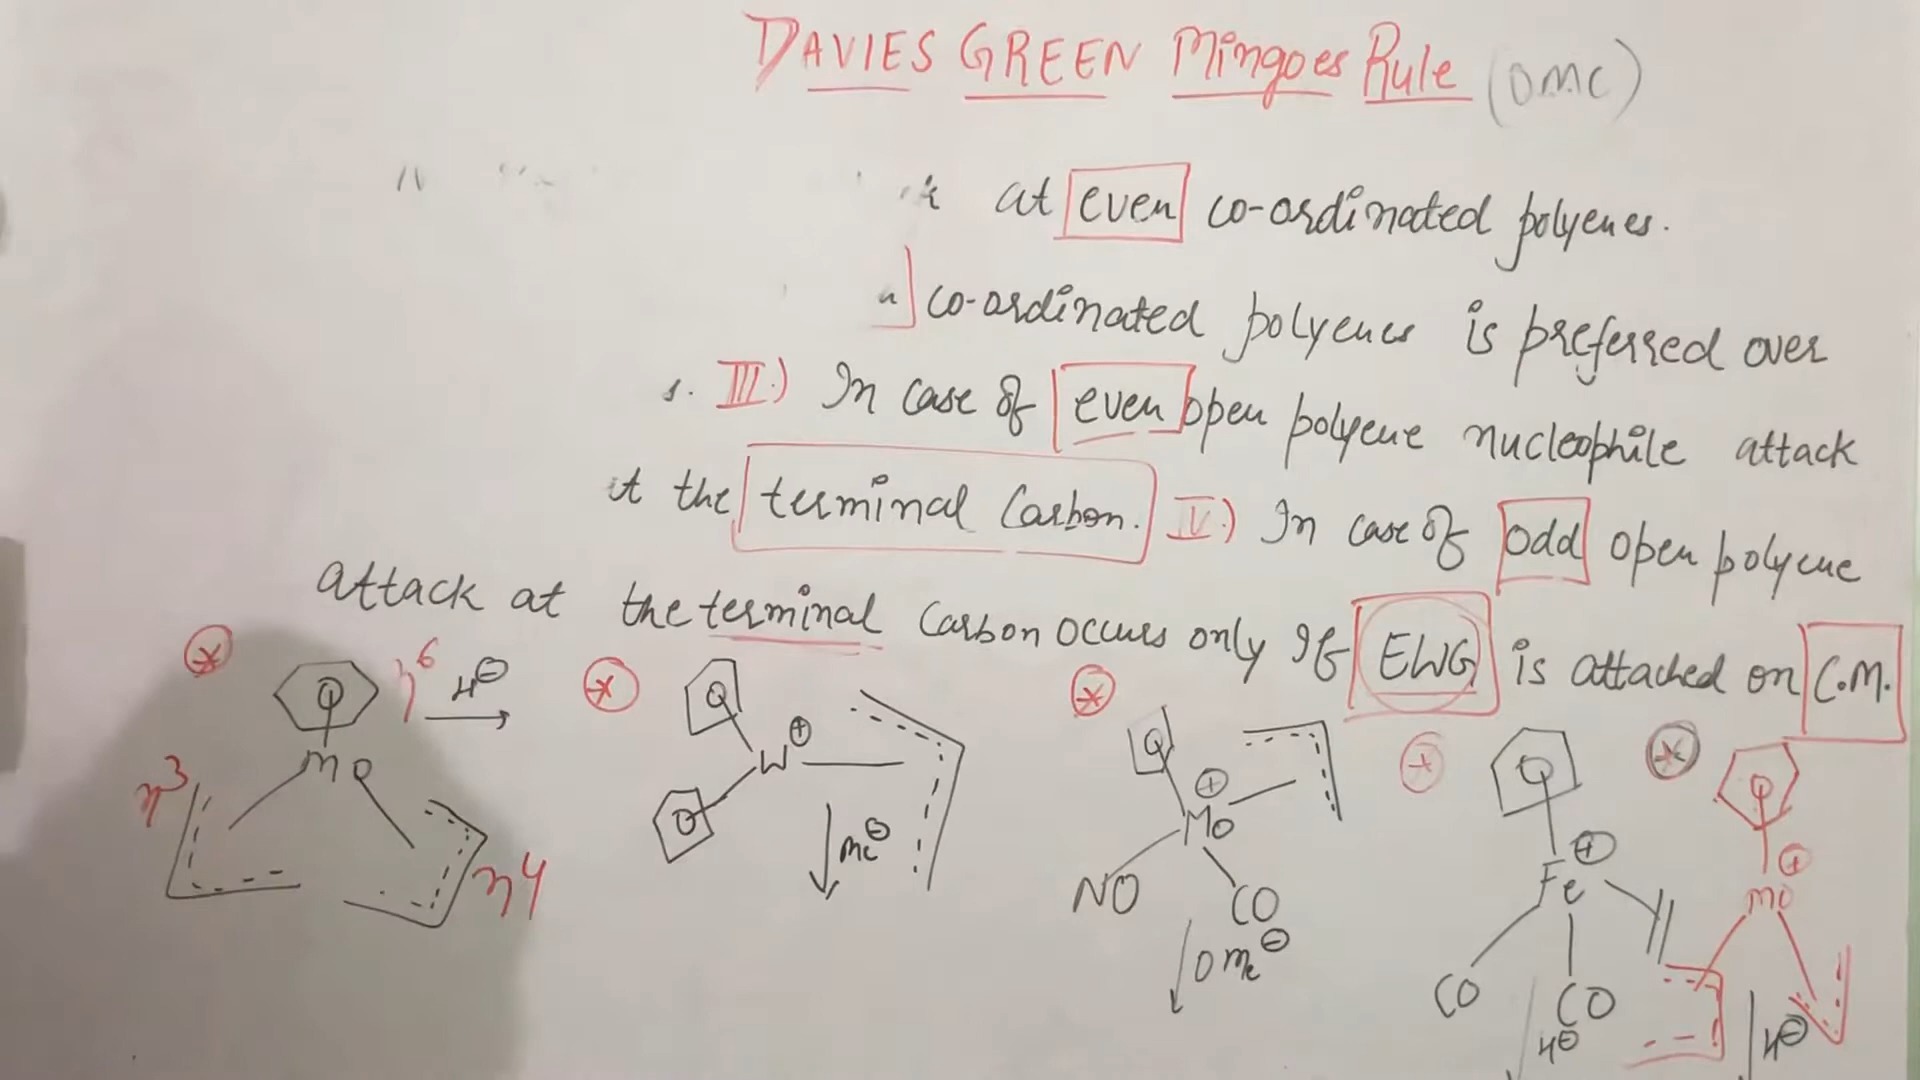 DAVIES GREEN Mingoes Rule (OMC)
at even co-ordinated polyenes.
co-ordinated polyenes is preferred over
III.) In case of even open polyene nucleophile attack
the terminal Carbon. IV.) In case of odd open polyene
attack at the terminal Carbon occurs only If EWG is attached on C.M.
η6 H⊖
Mo
η3
η4
W⊕
Me⊖
Mo⊕
NO
CO
OMe⊖
Fe⊕
CO
CO
H⊖
Mo⊕
H⊖